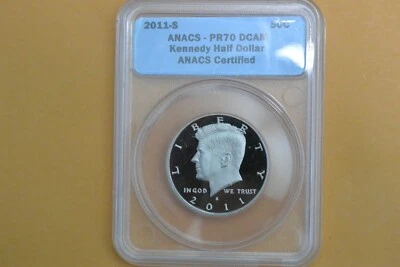 2011-S 50C
ANACS - PR70 DCAM
Kennedy Half Dollar
ANACS Certified
LIBERTY
IN GOD WE TRUST
S
2011